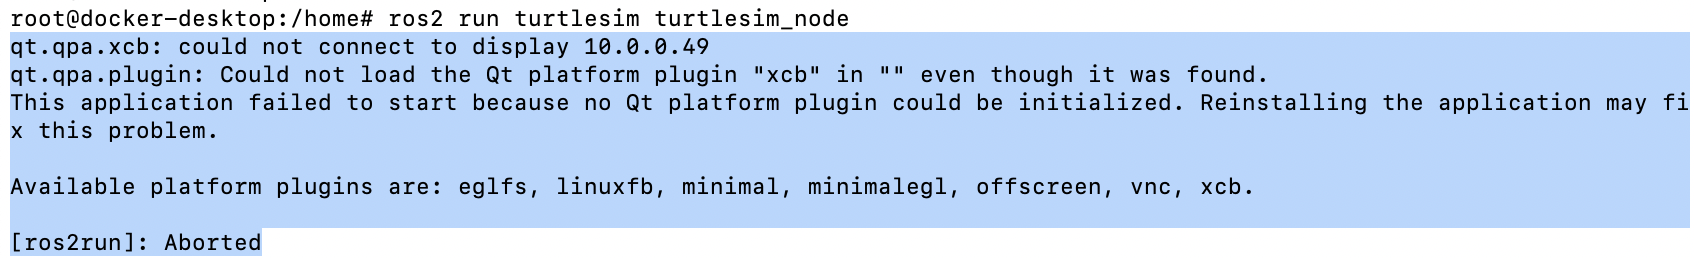 root@docker-desktop:/home# ros2 run turtlesim turtlesim_node
qt.qpa.xcb: could not connect to display 10.0.0.49
qt.qpa.plugin: Could not load the Qt platform plugin "xcb" in "" even though it was found.
This application failed to start because no Qt platform plugin could be initialized. Reinstalling the application may fi
x this problem.

Available platform plugins are: eglfs, linuxfb, minimal, minimalegl, offscreen, vnc, xcb.

[ros2run]: Aborted